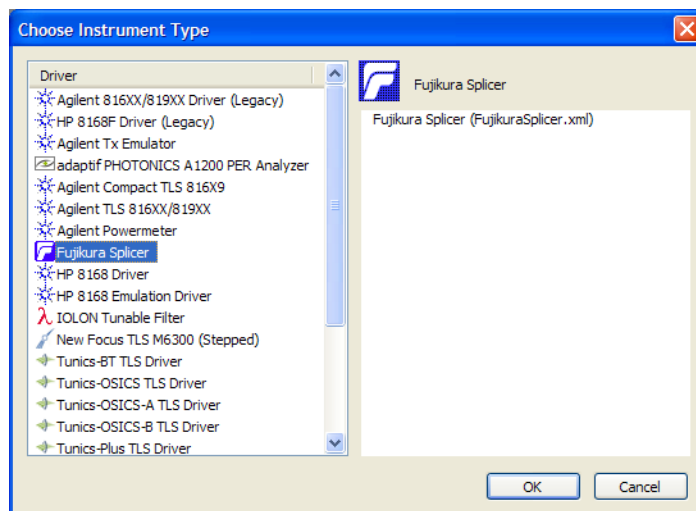 Choose Instrument Type
Driver
Agilent 816XX/819XX Driver (Legacy)
HP 8168F Driver (Legacy)
Agilent Tx Emulator
adaptif PHOTONICS A1200 PER Analyzer
Agilent Compact TLS 816X9
Agilent TLS 816XX/819XX
Agilent Powermeter
Fujikura Splicer
HP 8168 Driver
HP 8168 Emulation Driver
IOLON Tunable Filter
New Focus TLS M6300 (Stepped)
Tunics-BT TLS Driver
Tunics-OSICS TLS Driver
Tunics-OSICS-A TLS Driver
Tunics-OSICS-B TLS Driver
Tunics-Plus TLS Driver
Fujikura Splicer
Fujikura Splicer (FujikuraSplicer.xml)
OK
Cancel